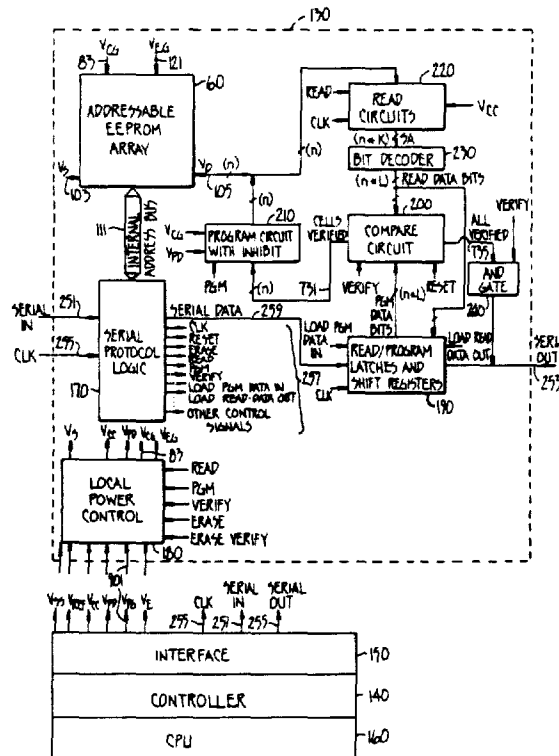 130
VCG
VEG
83
121
60
ADDRESSABLE
EEPROM
ARRAY
220
READ
READ
CIRCUITS
VCC
CLK
(n)
(n*K)
SA
BIT DECODER
230
(n*L)
READ DATA BITS
VS
103
VD
105
(n)
(n)
111
INTERNAL
ADDRESS BUS
210
VCG
VPD
PROGRAM CIRCUIT
WITH INHIBIT
PGM
CELLS
VERIFIED
731
(n)
200
COMPARE
CIRCUIT
VERIFY
RESET
PGM
DATA
BITS
(n*L)
ALL
VERIFIED
735
VERIFY
AND
GATE
240
SERIAL
IN
251
CLK
255
SERIAL
PROTOCOL
LOGIC
170
SERIAL DATA
259
CLK
RESET
ERASE
READ
PGM
VERIFY
LOAD PGM DATA IN
LOAD READ-DATA OUT
OTHER CONTROL
SIGNALS
257
LOAD PGM
DATA
IN
CLK
READ/PROGRAM
LATCHES AND
SHIFT REGISTERS
190
LOAD READ
DATA OUT
SERIAL
OUT
253
VS
VCC
VPD
VCG
VEG
83
LOCAL
POWER
CONTROL
180
READ
PGM
VERIFY
ERASE
ERASE VERIFY
901
VSS
VREF
VCC
VPP
VPD
VE
CLK
SERIAL
IN
SERIAL
OUT
255
251
255
INTERFACE
150
CONTROLLER
140
CPU
160